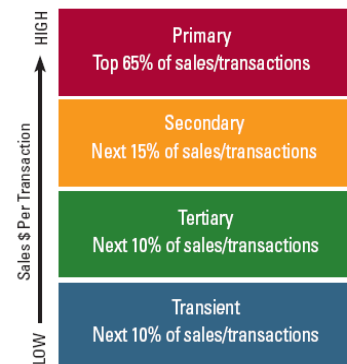 HIGH
Sales $ Per Transaction
LOW
Primary
Top 65% of sales/transactions
Secondary
Next 15% of sales/transactions
Tertiary
Next 10% of sales/transactions
Transient
Next 10% of sales/transactions